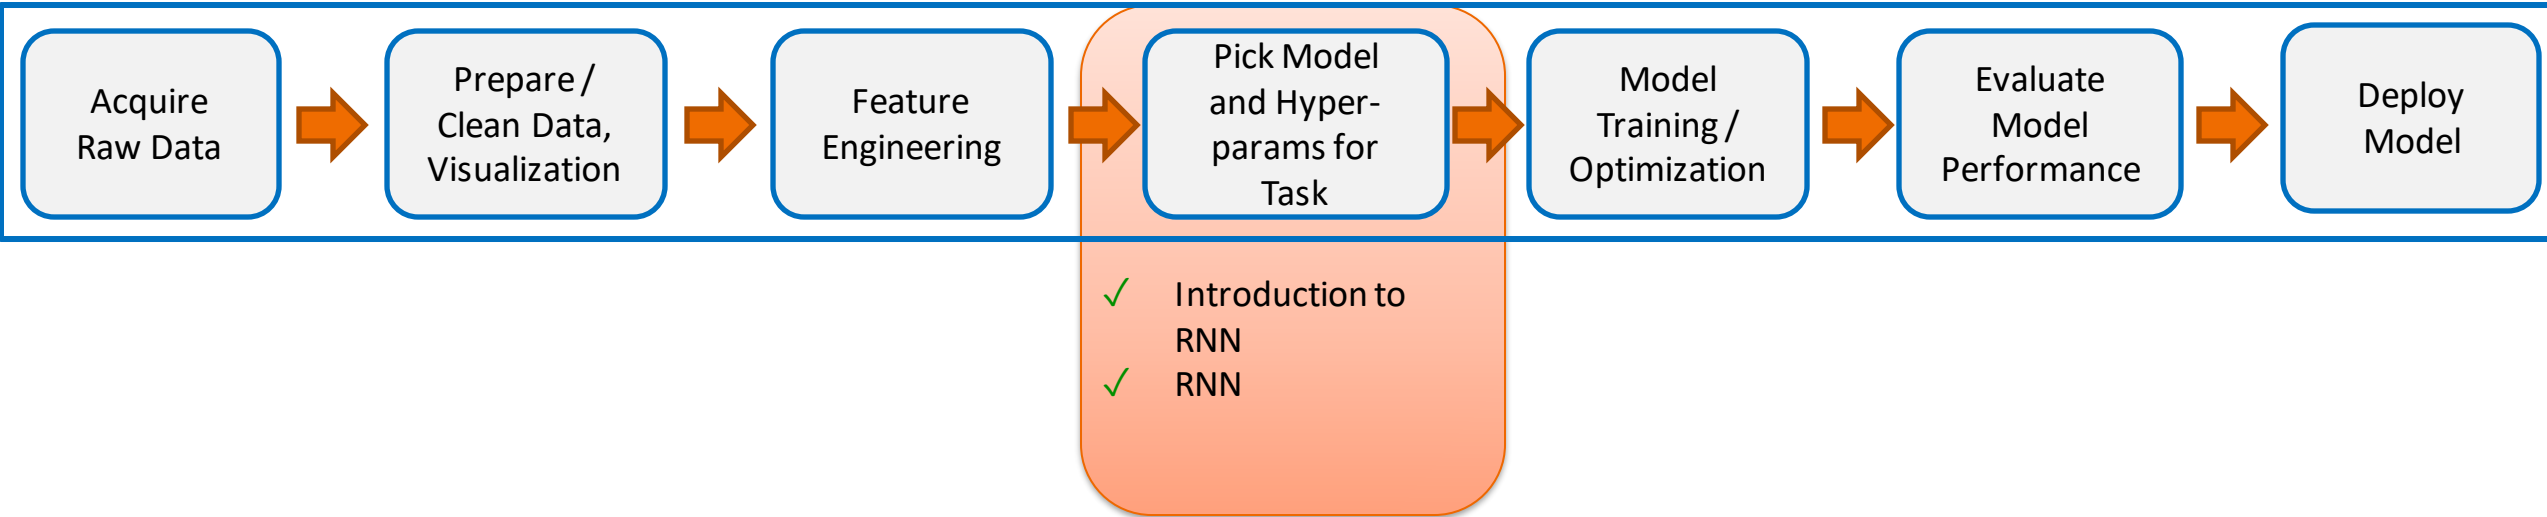 Acquire
Raw Data
Prepare /
Clean Data,
Visualization
Feature
Engineering
Pick Model
and Hyper-
params for
Task
Model
Training /
Optimization
Evaluate
Model
Performance
Deploy
Model
✓ Introduction to
RNN
✓ RNN